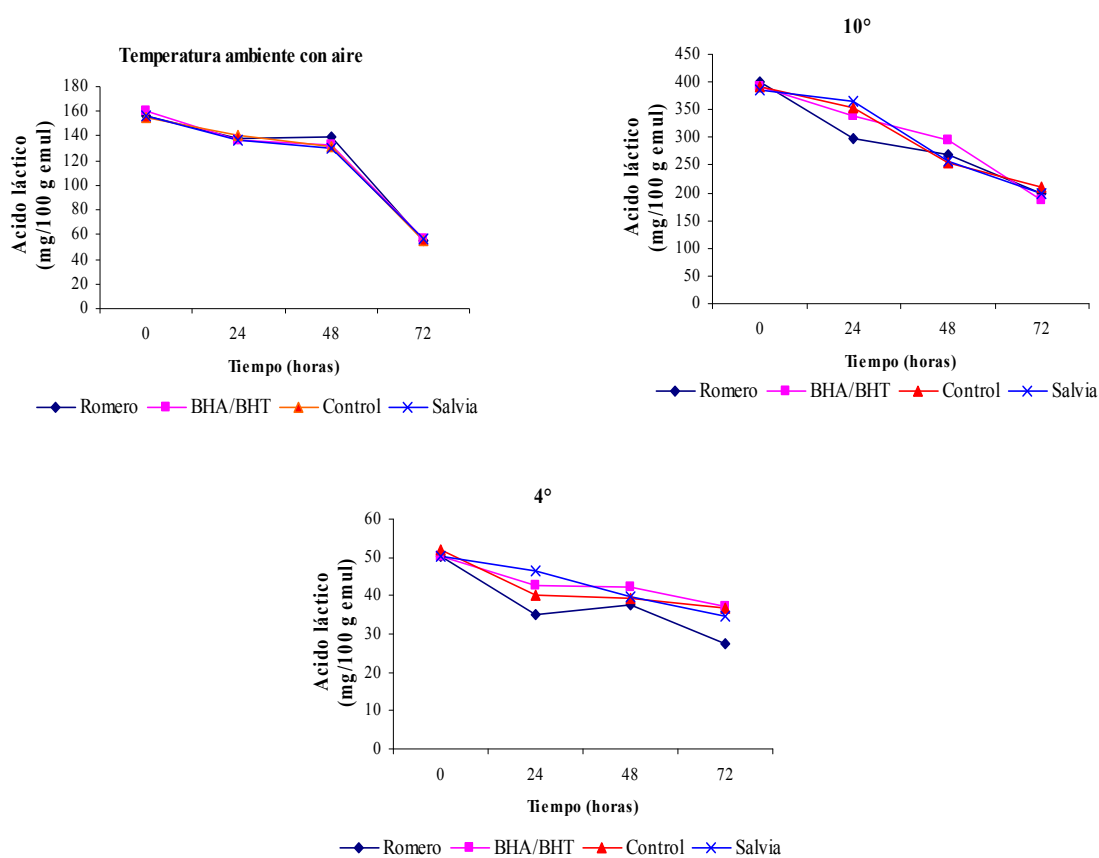 Temperatura ambiente con aire
180
160
140
120
100
80
60
40
20
0
Acido láctico
(mg/100 g emul)
0 24 48 72
Tiempo (horas)
Romero BHA/BHT Control Salvia
10°
450
400
350
300
250
200
150
100
50
0
Acido láctico
(mg/100 g emul)
0 24 48 72
Tiempo (horas)
Romero BHA/BHT Control Salvia
4°
60
50
40
30
20
10
0
Acido láctico
(mg/100 g emul)
0 24 48 72
Tiempo (horas)
Romero BHA/BHT Control Salvia